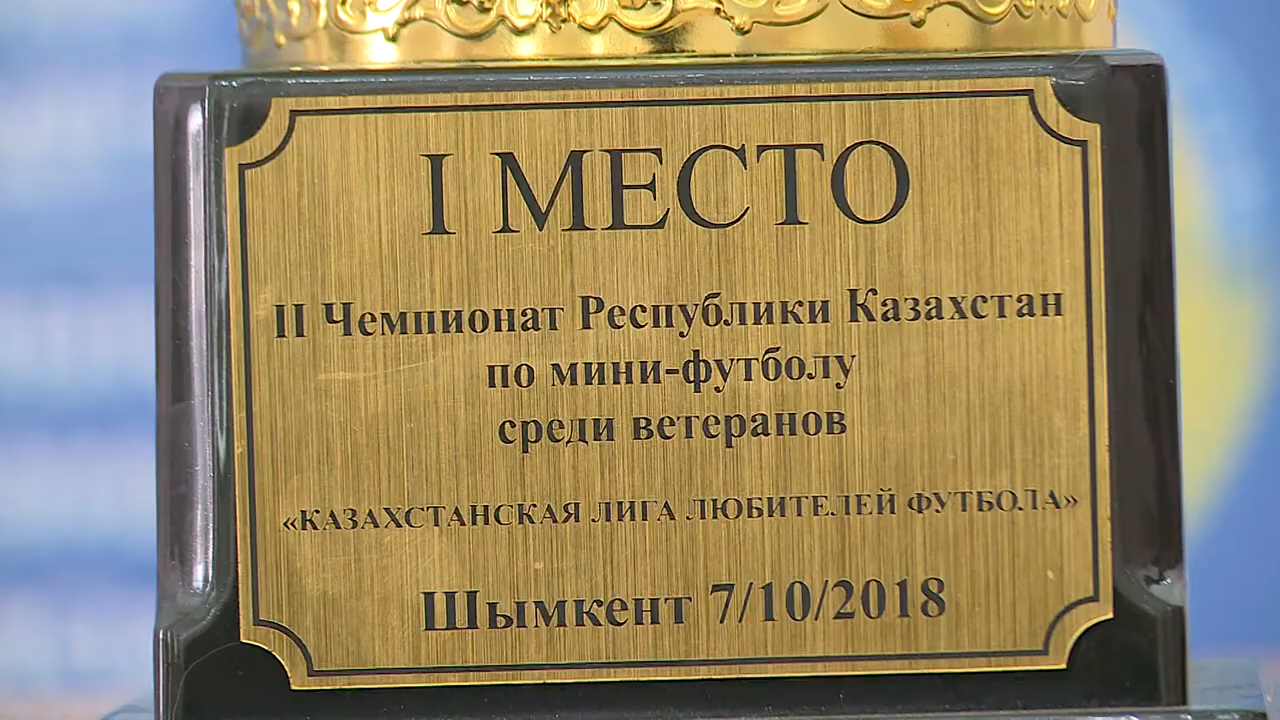 I МЕСТО
II Чемпионат Республики Казахстан
по мини-футболу
среди ветеранов
«КАЗАХСТАНСКАЯ ЛИГА ЛЮБИТЕЛЕЙ ФУТБОЛА»
Шымкент 7/10/2018